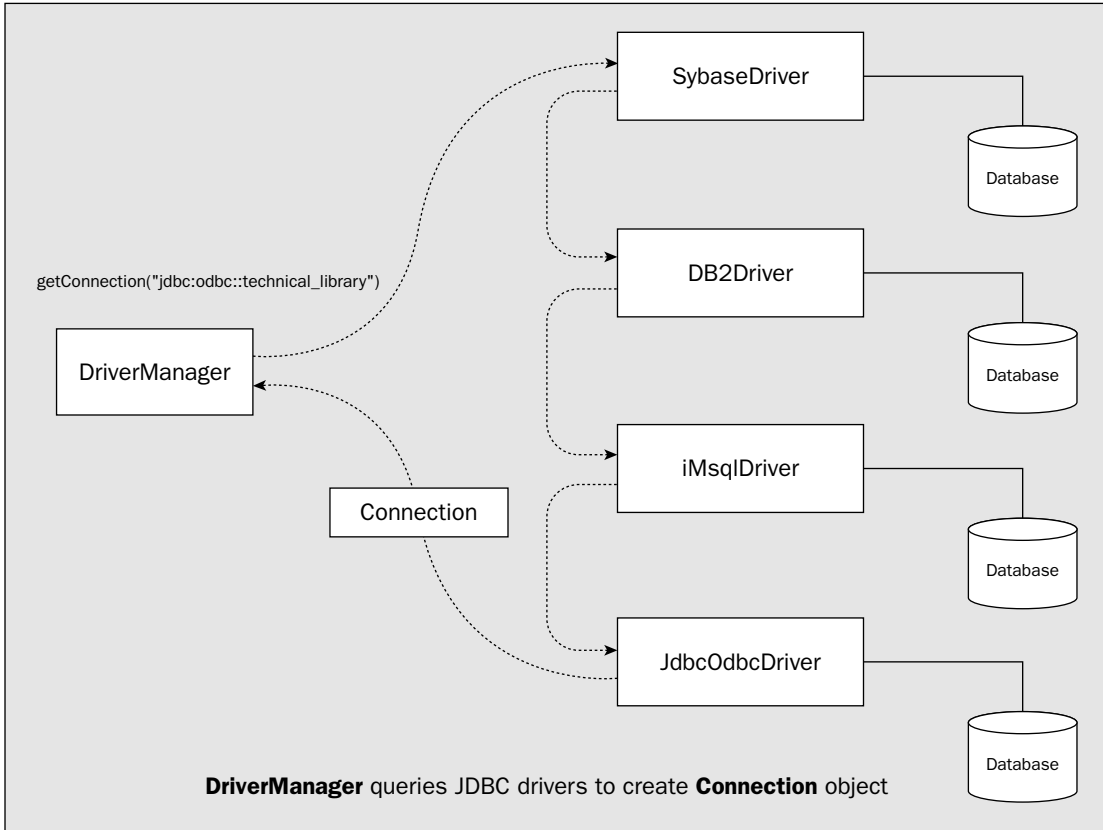 SybaseDriver
Database
getConnection("jdbc:odbc::technical_library")
DB2Driver
Database
DriverManager
iMsqlDriver
Database
Connection
JdbcOdbcDriver
Database
DriverManager queries JDBC drivers to create Connection object